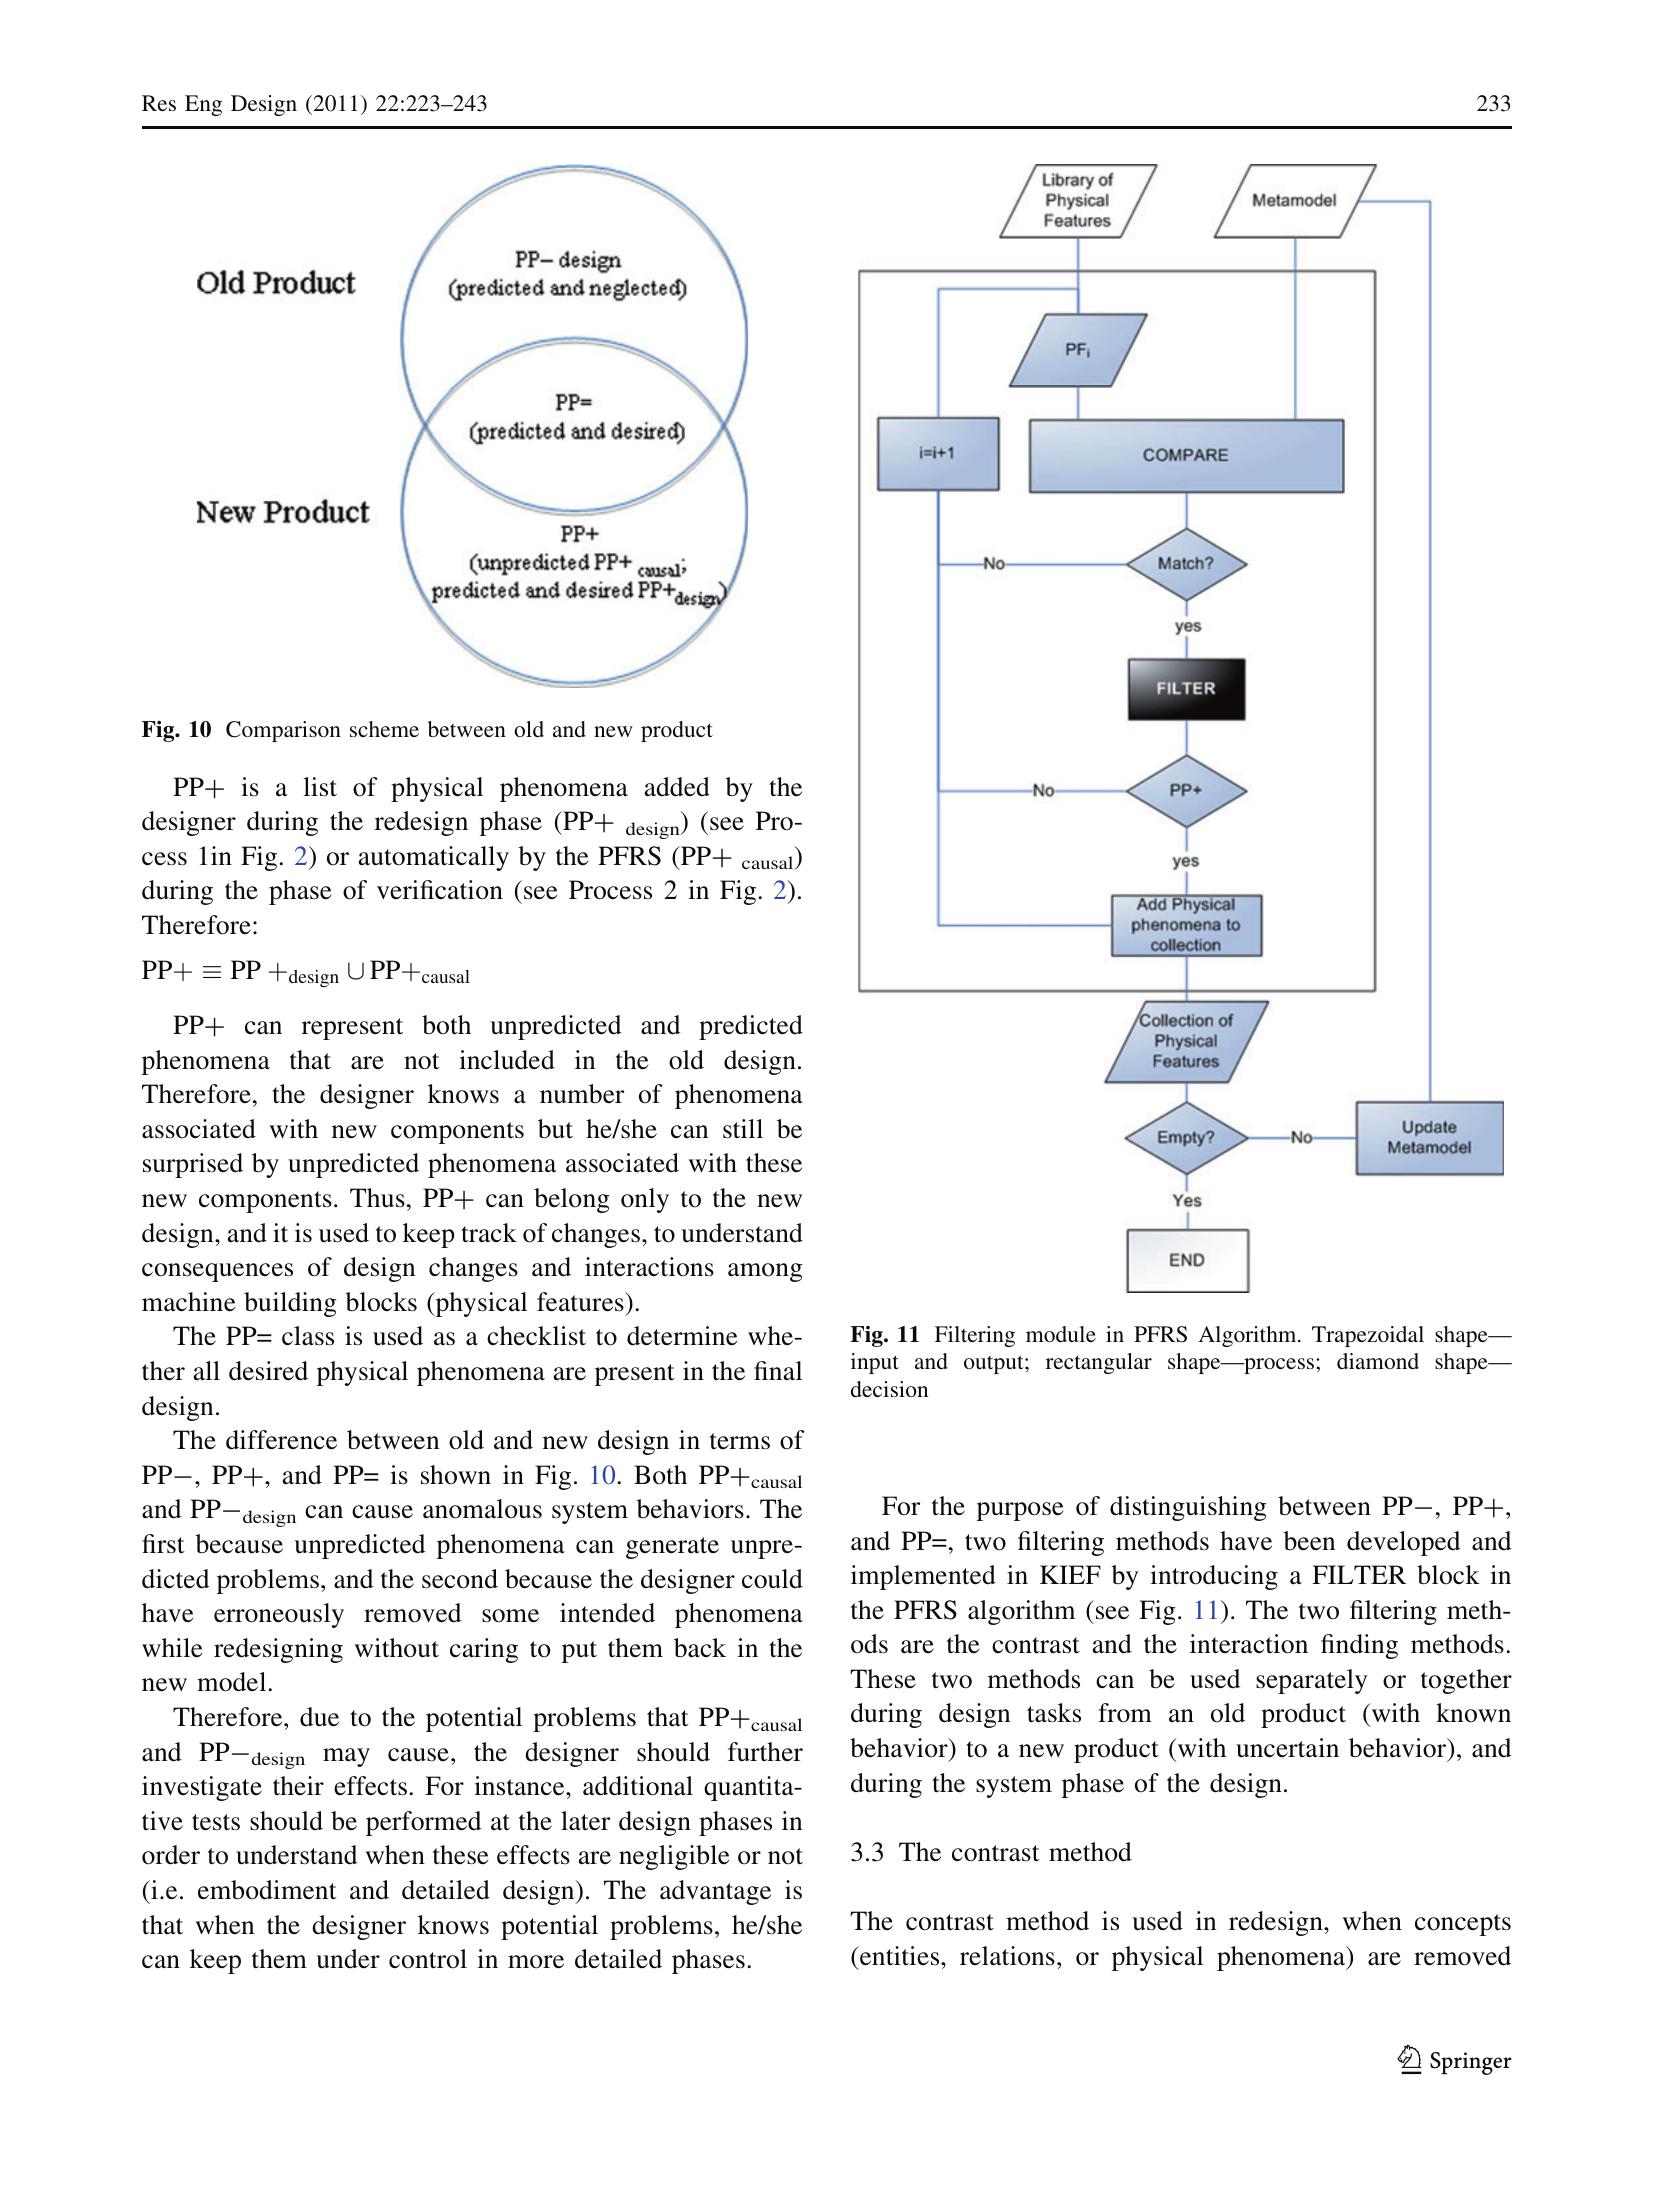 Res Eng Design (2011) 22:223–243 233
Old Product
PP– design
(predicted and neglected)
PP=
(predicted and desired)
New Product
PP+
(unpredicted PP+ causal;
predicted and desired PP+design)
Fig. 10 Comparison scheme between old and new product
PP+ is a list of physical phenomena added by the
designer during the redesign phase (PP+ design) (see Pro-
cess 1in Fig. 2) or automatically by the PFRS (PP+ causal)
during the phase of verification (see Process 2 in Fig. 2).
Therefore:
PP+ ≡ PP +design ∪ PP+causal
PP+ can represent both unpredicted and predicted
phenomena that are not included in the old design.
Therefore, the designer knows a number of phenomena
associated with new components but he/she can still be
surprised by unpredicted phenomena associated with these
new components. Thus, PP+ can belong only to the new
design, and it is used to keep track of changes, to understand
consequences of design changes and interactions among
machine building blocks (physical features).
The PP= class is used as a checklist to determine whe-
ther all desired physical phenomena are present in the final
design.
The difference between old and new design in terms of
PP−, PP+, and PP= is shown in Fig. 10. Both PP+causal
and PP−design can cause anomalous system behaviors. The
first because unpredicted phenomena can generate unpre-
dicted problems, and the second because the designer could
have erroneously removed some intended phenomena
while redesigning without caring to put them back in the
new model.
Therefore, due to the potential problems that PP+causal
and PP−design may cause, the designer should further
investigate their effects. For instance, additional quantita-
tive tests should be performed at the later design phases in
order to understand when these effects are negligible or not
(i.e. embodiment and detailed design). The advantage is
that when the designer knows potential problems, he/she
can keep them under control in more detailed phases.
Library of
Physical
Features
Metamodel
PFi
i=i+1
COMPARE
No
Match?
yes
FILTER
No
PP+
yes
Add Physical
phenomena to
collection
Collection of
Physical
Features
Empty?
No
Update
Metamodel
Yes
END
Fig. 11 Filtering module in PFRS Algorithm. Trapezoidal shape—
input and output; rectangular shape—process; diamond shape—
decision
For the purpose of distinguishing between PP−, PP+,
and PP=, two filtering methods have been developed and
implemented in KIEF by introducing a FILTER block in
the PFRS algorithm (see Fig. 11). The two filtering meth-
ods are the contrast and the interaction finding methods.
These two methods can be used separately or together
during design tasks from an old product (with known
behavior) to a new product (with uncertain behavior), and
during the system phase of the design.
3.3 The contrast method
The contrast method is used in redesign, when concepts
(entities, relations, or physical phenomena) are removed
Springer